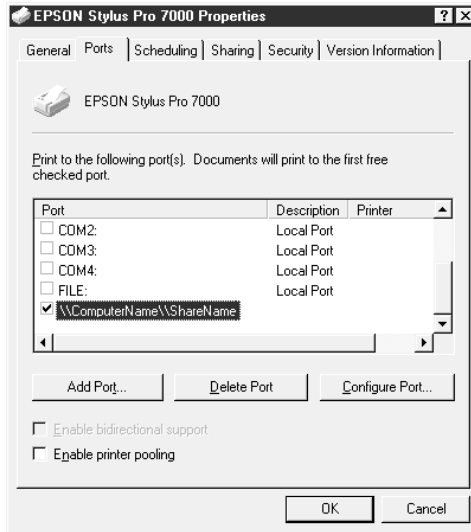 EPSON Stylus Pro 7000 Properties
General Ports Scheduling Sharing Security Version Information
EPSON Stylus Pro 7000
Print to the following port(s). Documents will print to the first free
checked port.
Port Description Printer
COM2: Local Port
COM3: Local Port
COM4: Local Port
FILE: Local Port
\\ComputerName\\ShareName
Add Port... Delete Port Configure Port...
Enable bidirectional support
Enable printer pooling
OK Cancel